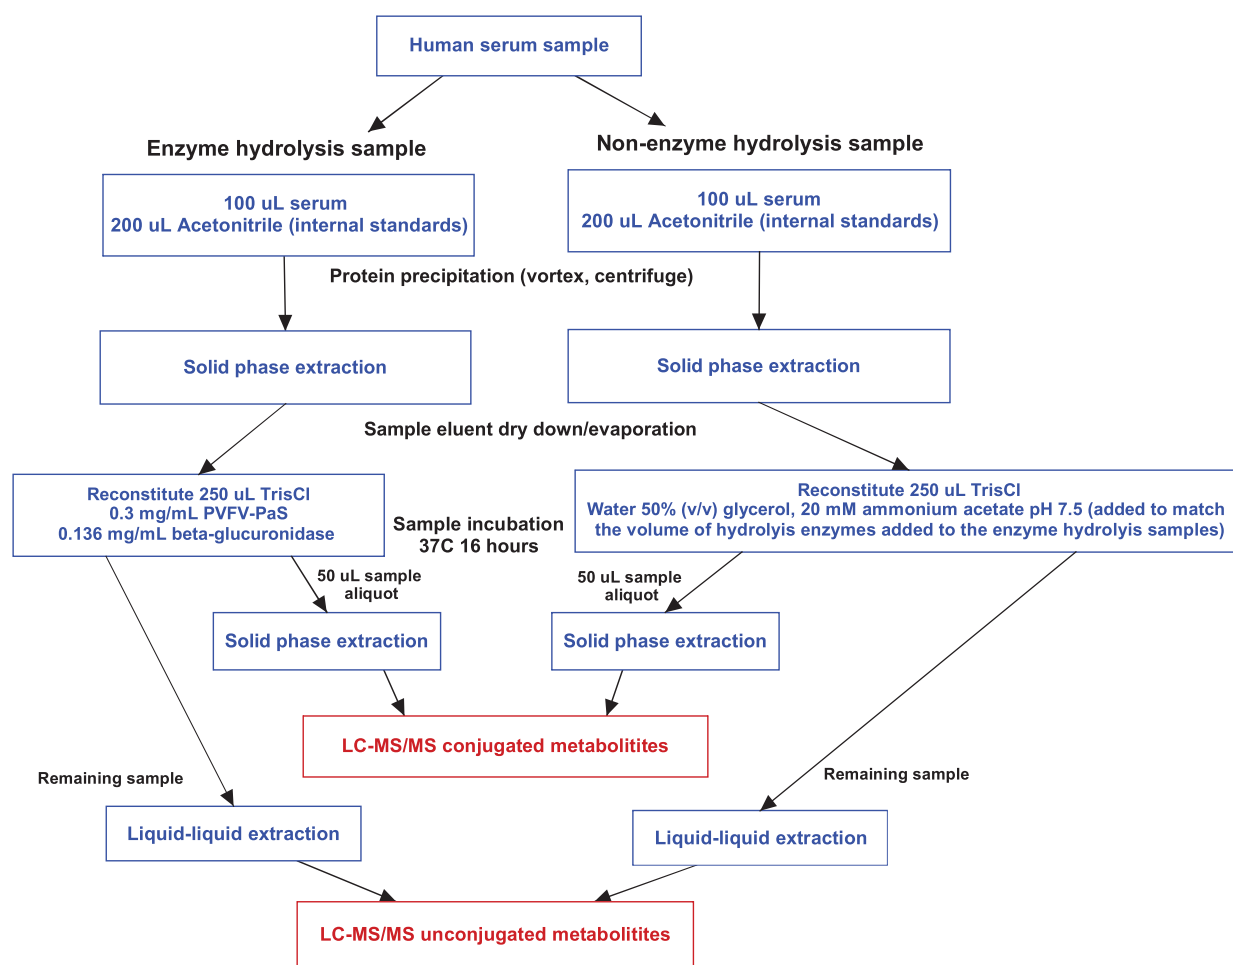 Human serum sample
Enzyme hydrolysis sample
Non-enzyme hydrolysis sample
100 uL serum
200 uL Acetonitrile (internal standards)
100 uL serum
200 uL Acetonitrile (internal standards)
Protein precipitation (vortex, centrifuge)
Solid phase extraction
Solid phase extraction
Sample eluent dry down/evaporation
Reconstitute 250 uL TrisCl
0.3 mg/mL PVFV-PaS
0.136 mg/mL beta-glucuronidase
Sample incubation
37C 16 hours
Reconstitute 250 uL TrisCl
Water 50% (v/v) glycerol, 20 mM ammonium acetate pH 7.5 (added to match
the volume of hydrolyis enzymes added to the enzyme hydrolyis samples)
50 uL sample
aliquot
50 uL sample
aliquot
Solid phase extraction
Solid phase extraction
LC-MS/MS conjugated metabolitites
Remaining sample
Remaining sample
Liquid-liquid extraction
Liquid-liquid extraction
LC-MS/MS unconjugated metabolitites